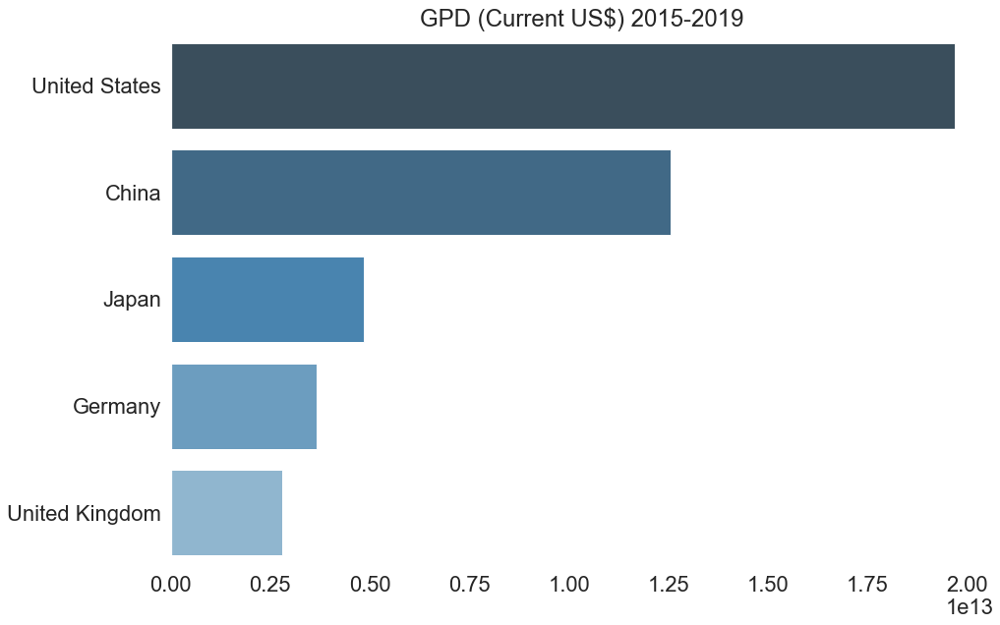 GPD (Current US$) 2015-2019
United States
China
Japan
Germany
United Kingdom
0.00 0.25 0.50 0.75 1.00 1.25 1.50 1.75 2.00
1e13